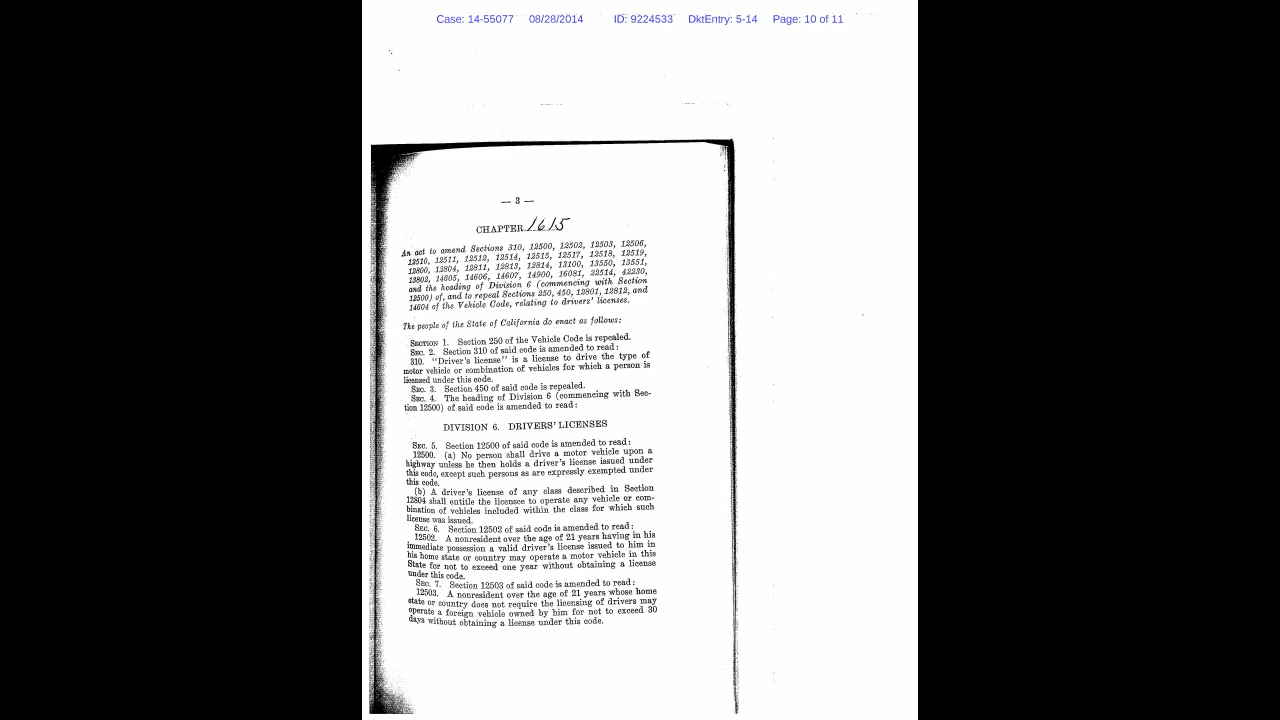 Case: 14-55077 08/28/2014 ID: 9224533 DktEntry: 5-14 Page: 10 of 11
— 3 —
CHAPTER 1615
An act to amend Sections 310, 12500, 12502, 12503, 12506,
12510, 12511, 12512, 12514, 12515, 12517, 12518, 12519,
12800, 12804, 12811, 12813, 12814, 13100, 13550, 13551,
13802, 14605, 14606, 14607, 14900, 16081, 22514, 42230,
and the heading of Division 6 (commencing with Section
12500) of, and to repeal Sections 250, 450, 12801, 12812, and
14604 of the Vehicle Code, relating to drivers' licenses.
The people of the State of California do enact as follows:
SECTION 1. Section 250 of the Vehicle Code is repealed.
SEC. 2. Section 310 of said code is amended to read:
310. "Driver's license" is a license to drive the type of
motor vehicle or combination of vehicles for which a person is
licensed under this code.
SEC. 3. Section 450 of said code is repealed.
SEC. 4. The heading of Division 6 (commencing with Sec-
tion 12500) of said code is amended to read:
DIVISION 6. DRIVERS' LICENSES
SEC. 5. Section 12500 of said code is amended to read:
12500. (a) No person shall drive a motor vehicle upon a
highway unless he then holds a driver's license issued under
this code, except such persons as are expressly exempted under
this code.
(b) A driver's license of any class described in Section
12804 shall entitle the licensee to operate any vehicle or com-
bination of vehicles included within the class for which such
license was issued.
SEC. 6. Section 12502 of said code is amended to read:
12502. A nonresident over the age of 21 years having in his
immediate possession a valid driver's license issued to him in
his home state or country may operate a motor vehicle in this
State for not to exceed one year without obtaining a license
under this code.
SEC. 7. Section 12503 of said code is amended to read:
12503. A nonresident over the age of 21 years whose home
state or country does not require the licensing of drivers may
operate a foreign vehicle owned by him for not to exceed 30
days without obtaining a license under this code.